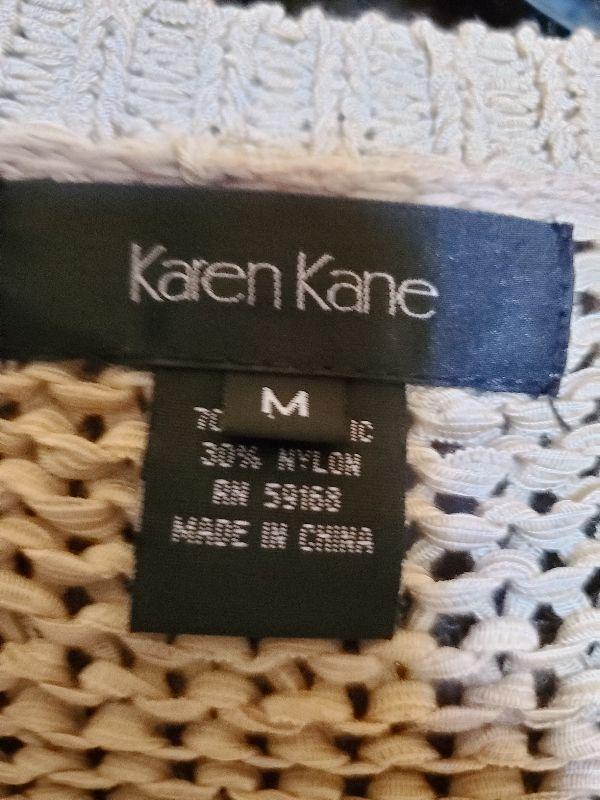 Karen Kane
M
30% NYLON
RN 59168
MADE IN CHINA